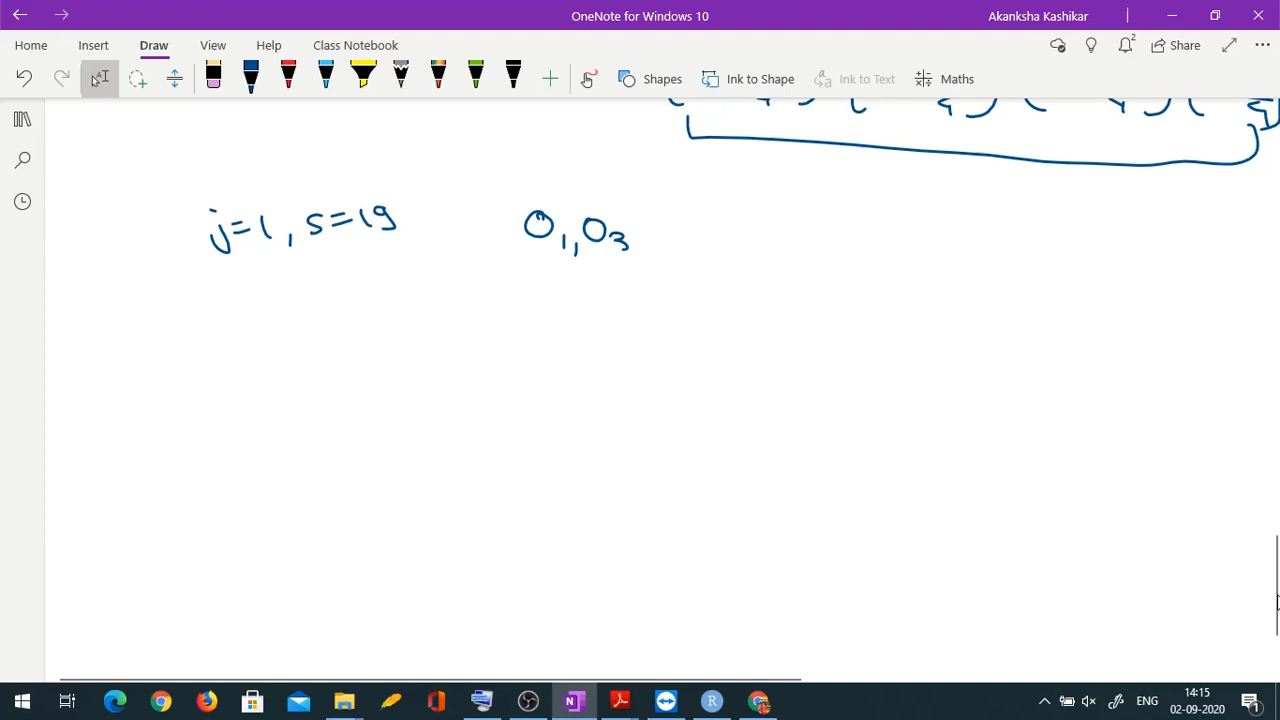 OneNote for Windows 10
Akanksha Kashikar
Home Insert Draw View Help Class Notebook Share
Shapes Ink to Shape Ink to Text Maths
j=1, s=19 O1, O3
ENG 14:15
02-09-2020